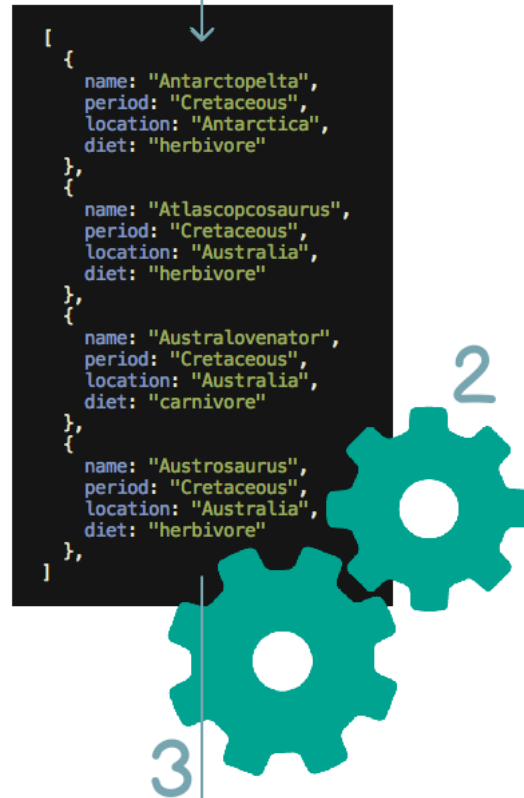 [
{
name: "Antarctopelta",
period: "Cretaceous",
location: "Antarctica",
diet: "herbivore"
},
{
name: "Atlascopcosaurus",
period: "Cretaceous",
location: "Australia",
diet: "herbivore"
},
{
name: "Australovenator",
period: "Cretaceous",
location: "Australia",
diet: "carnivore"
},
{
name: "Austrosaurus",
period: "Cretaceous",
location: "Australia",
diet: "herbivore"
},
]
2
3